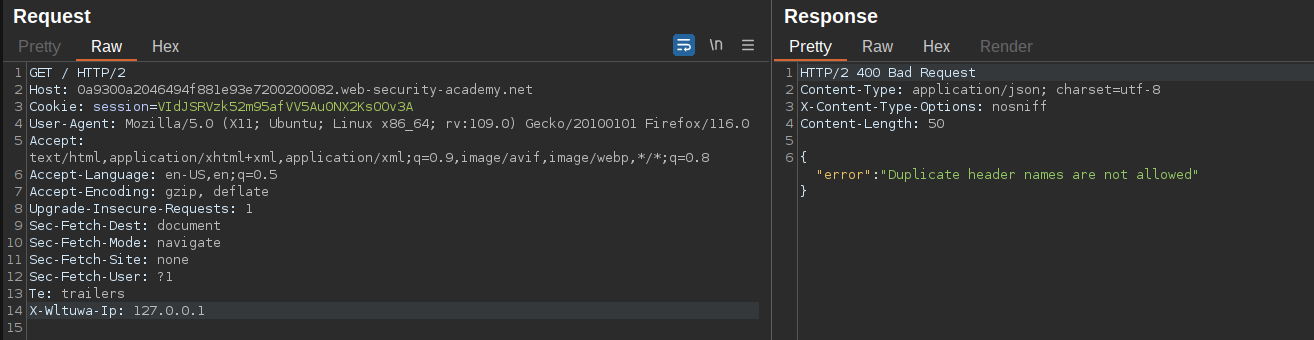 Request
Pretty Raw Hex \n
1 GET / HTTP/2
2 Host: 0a9300a2046494f881e93e7200200082.web-security-academy.net
3 Cookie: session=VIdJSRVzk52m95afVV5Au0NX2KsO0v3A
4 User-Agent: Mozilla/5.0 (X11; Ubuntu; Linux x86_64; rv:109.0) Gecko/20100101 Firefox/116.0
5 Accept:
text/html,application/xhtml+xml,application/xml;q=0.9,image/avif,image/webp,*/*;q=0.8
6 Accept-Language: en-US,en;q=0.5
7 Accept-Encoding: gzip, deflate
8 Upgrade-Insecure-Requests: 1
9 Sec-Fetch-Dest: document
10 Sec-Fetch-Mode: navigate
11 Sec-Fetch-Site: none
12 Sec-Fetch-User: ?1
13 Te: trailers
14 X-Wltuwa-Ip: 127.0.0.1
15
Response
Pretty Raw Hex Render
1 HTTP/2 400 Bad Request
2 Content-Type: application/json; charset=utf-8
3 X-Content-Type-Options: nosniff
4 Content-Length: 50
5
6 {
"error":"Duplicate header names are not allowed"
}